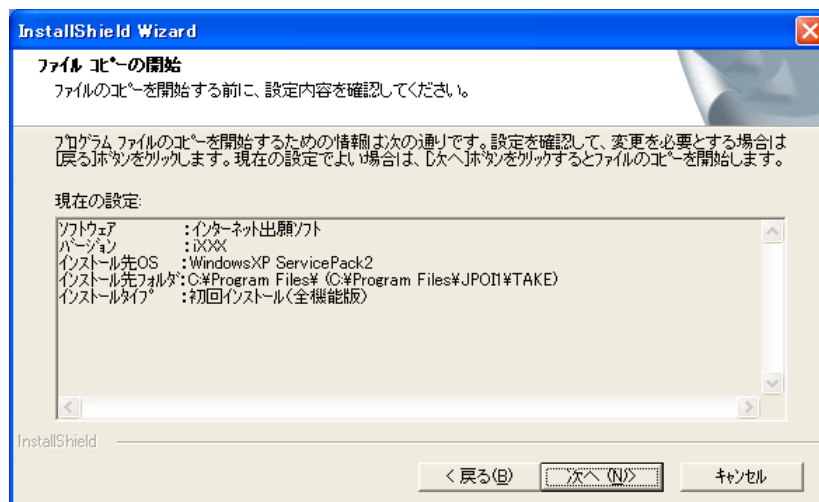 InstallShield Wizard
ファイル コピーの開始
ファイルのコピーを開始する前に、設定内容を確認してください。
プログラム ファイルのコピーを開始するための情報は次の通りです。設定を確認して、変更を必要とする場合は
[戻る]ボタンをクリックします。現在の設定でよい場合は、[次へ]ボタンをクリックするとファイルのコピーを開始します。
現在の設定:
ソフトウェア :インターネット出願ソフト
バージョン :iXXX
インストール先OS :WindowsXP ServicePack2
インストール先フォルダ:C:¥Program Files¥ (C:¥Program Files¥JPOI1¥TAKE)
インストールタイプ :初回インストール(全機能版)
InstallShield
< 戻る(B) 次へ (N)> キャンセル